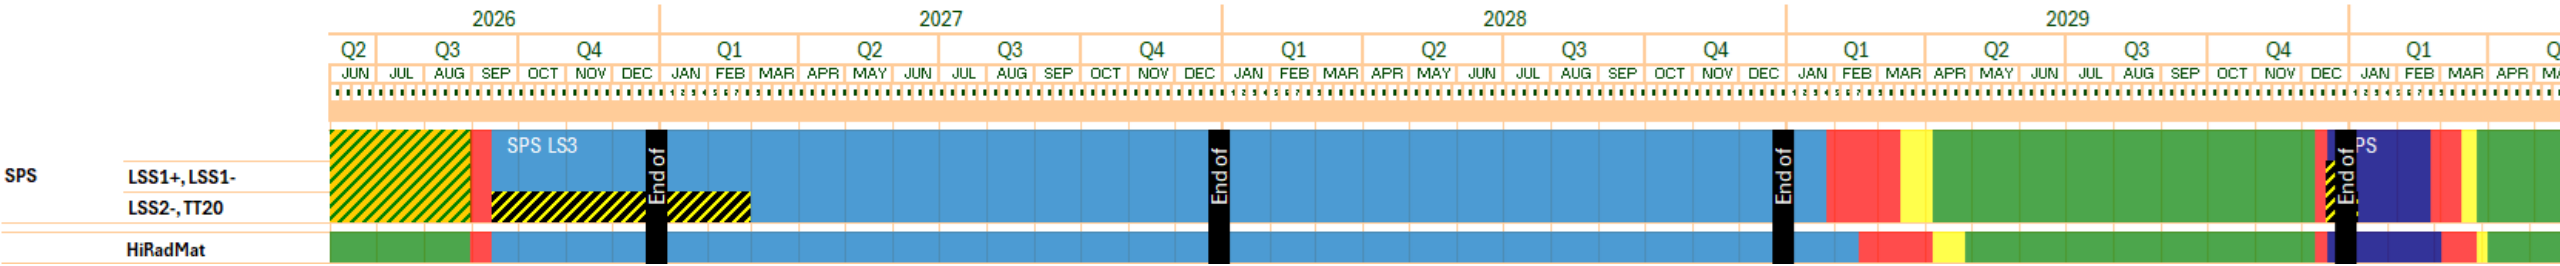 2026 2027 2028 2029
Q2 Q3 Q4 Q1 Q2 Q3 Q4 Q1 Q2 Q3 Q4 Q1 Q2 Q3 Q4 Q1
JUN JUL AUG SEP OCT NOV DEC JAN FEB MAR APR MAY JUN JUL AUG SEP OCT NOV DEC JAN FEB MAR APR MAY JUN JUL AUG SEP OCT NOV DEC JAN FEB MAR APR MAY JUN JUL AUG SEP OCT NOV DEC JAN FEB MAR APR
SPS LS3 End of End of End of End of PS
SPS LSS1+, LSS1-
LSS2-, TT20
HiRadMat